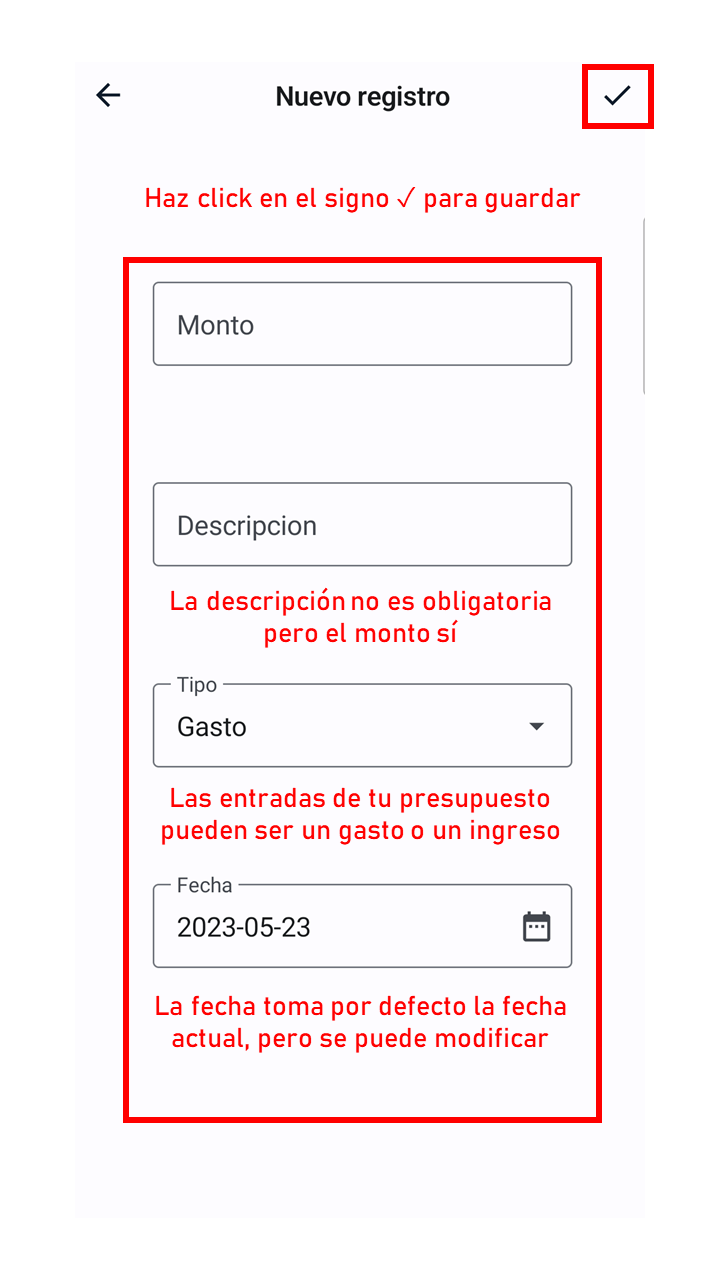 Nuevo registro
Haz click en el signo ✓ para guardar
Monto
Descripcion
La descripción no es obligatoria
pero el monto sí
Tipo
Gasto
Las entradas de tu presupuesto
pueden ser un gasto o un ingreso
Fecha
2023-05-23
La fecha toma por defecto la fecha
actual, pero se puede modificar